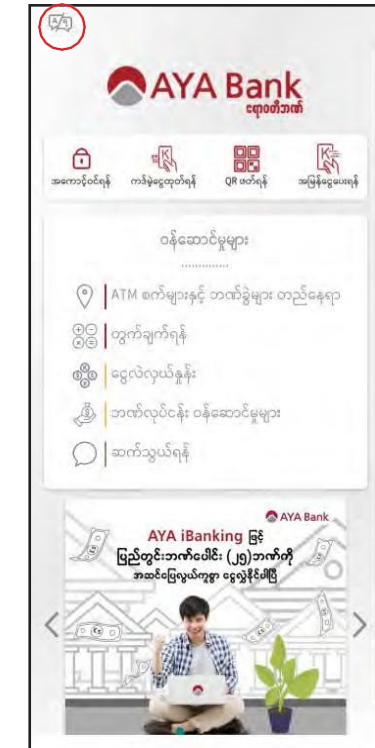 AYA Bank
ဧရာဝတီဘဏ်
အကောင့်ဝင်ရန်
ကဒ်မဲ့ငွေထုတ်ရန်
QR ဖတ်ရန်
အမြန်ငွေပေးရန်
ဝန်ဆောင်မှုများ
ATM စက်များနှင့် ဘဏ်ခွဲများ တည်နေရာ
တွက်ချက်ရန်
ငွေလဲလှယ်နှုန်း
ဘဏ်လုပ်ငန်း ဝန်ဆောင်မှုများ
ဆက်သွယ်ရန်
AYA Bank
AYA iBanking ဖြင့်
ပြည်တွင်းဘဏ်ပေါင်း (၂၅)ဘဏ်ကို
အဆင်ပြေလွယ်ကူစွာ ငွေလွှဲနိုင်ပါပြီ